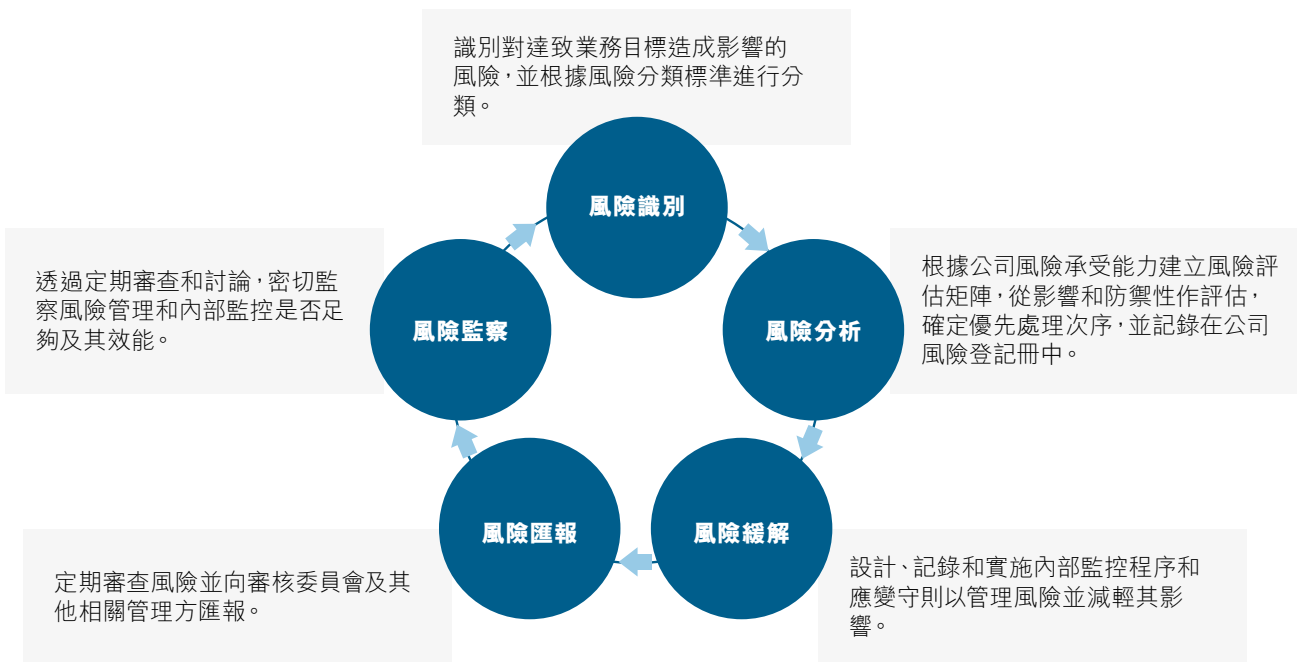 識別對達致業務目標造成影響的
風險，並根據風險分類標準進行分
類。
風險識別
根據公司風險承受能力建立風險評
估矩陣，從影響和防禦性作評估，
確定優先處理次序，並記錄在公司
風險登記冊中。
風險分析
設計、記錄和實施內部監控程序和
應變守則以管理風險並減輕其影
響。
風險緩解
定期審查風險並向審核委員會及其
他相關管理方匯報。
風險匯報
透過定期審查和討論，密切監
察風險管理和內部監控是否足
夠及其效能。
風險監察